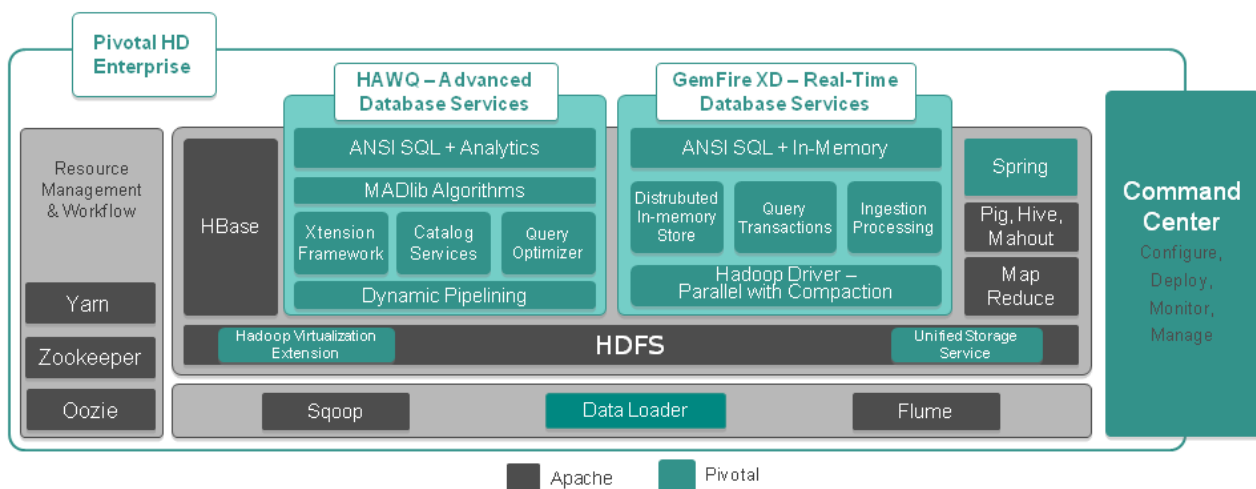 Pivotal HD
Enterprise
HAWQ – Advanced
Database Services
GemFire XD – Real-Time
Database Services
Resource
Management
& Workflow
Yarn
Zookeeper
Oozie
HBase
ANSI SQL + Analytics
MADlib Algorithms
Xtension
Framework
Catalog
Services
Query
Optimizer
Dynamic Pipelining
ANSI SQL + In-Memory
Distrubuted
In-memory
Store
Query
Transactions
Ingestion
Processing
Hadoop Driver –
Parallel with Compaction
Spring
Pig, Hive,
Mahout
Map
Reduce
Hadoop Virtualization
Extension
HDFS
Unified Storage
Service
Sqoop
Data Loader
Flume
Command
Center
Configure,
Deploy,
Monitor,
Manage
Apache
Pivotal